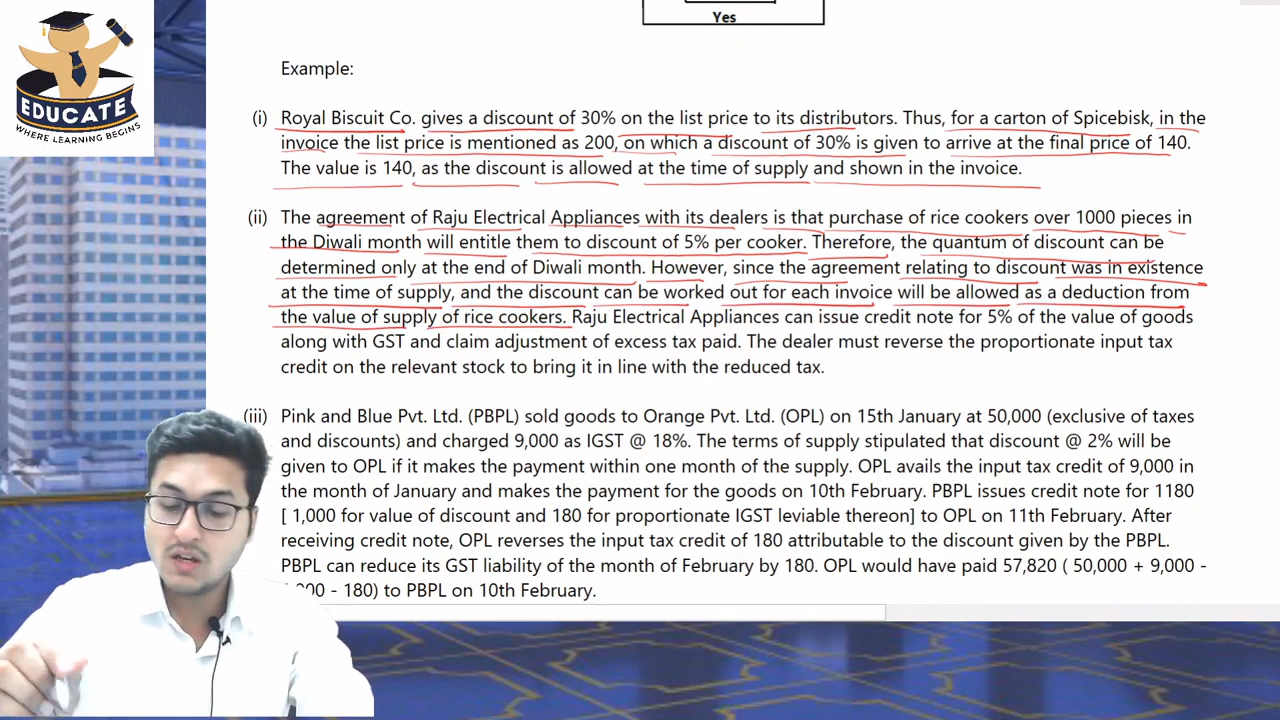 Yes
EDUCATE
WHERE LEARNING BEGINS
Example:
(i) Royal Biscuit Co. gives a discount of 30% on the list price to its distributors. Thus, for a carton of Spicebisk, in the
invoice the list price is mentioned as 200, on which a discount of 30% is given to arrive at the final price of 140.
The value is 140, as the discount is allowed at the time of supply and shown in the invoice.
(ii) The agreement of Raju Electrical Appliances with its dealers is that purchase of rice cookers over 1000 pieces in
the Diwali month will entitle them to discount of 5% per cooker. Therefore, the quantum of discount can be
determined only at the end of Diwali month. However, since the agreement relating to discount was in existence
at the time of supply, and the discount can be worked out for each invoice will be allowed as a deduction from
the value of supply of rice cookers. Raju Electrical Appliances can issue credit note for 5% of the value of goods
along with GST and claim adjustment of excess tax paid. The dealer must reverse the proportionate input tax
credit on the relevant stock to bring it in line with the reduced tax.
(iii) Pink and Blue Pvt. Ltd. (PBPL) sold goods to Orange Pvt. Ltd. (OPL) on 15th January at 50,000 (exclusive of taxes
and discounts) and charged 9,000 as IGST @ 18%. The terms of supply stipulated that discount @ 2% will be
given to OPL if it makes the payment within one month of the supply. OPL avails the input tax credit of 9,000 in
the month of January and makes the payment for the goods on 10th February. PBPL issues credit note for 1180
[ 1,000 for value of discount and 180 for proportionate IGST leviable thereon] to OPL on 11th February. After
receiving credit note, OPL reverses the input tax credit of 180 attributable to the discount given by the PBPL.
PBPL can reduce its GST liability of the month of February by 180. OPL would have paid 57,820 ( 50,000 + 9,000 -
- 180) to PBPL on 10th February.